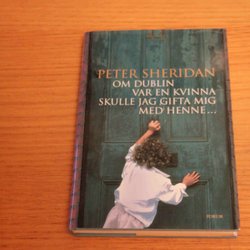 PETER SHERIDAN
OM DUBLIN
VAR EN KVINNA
SKULLE JAG GIFTA MIG
MED HENNE...
FORUM